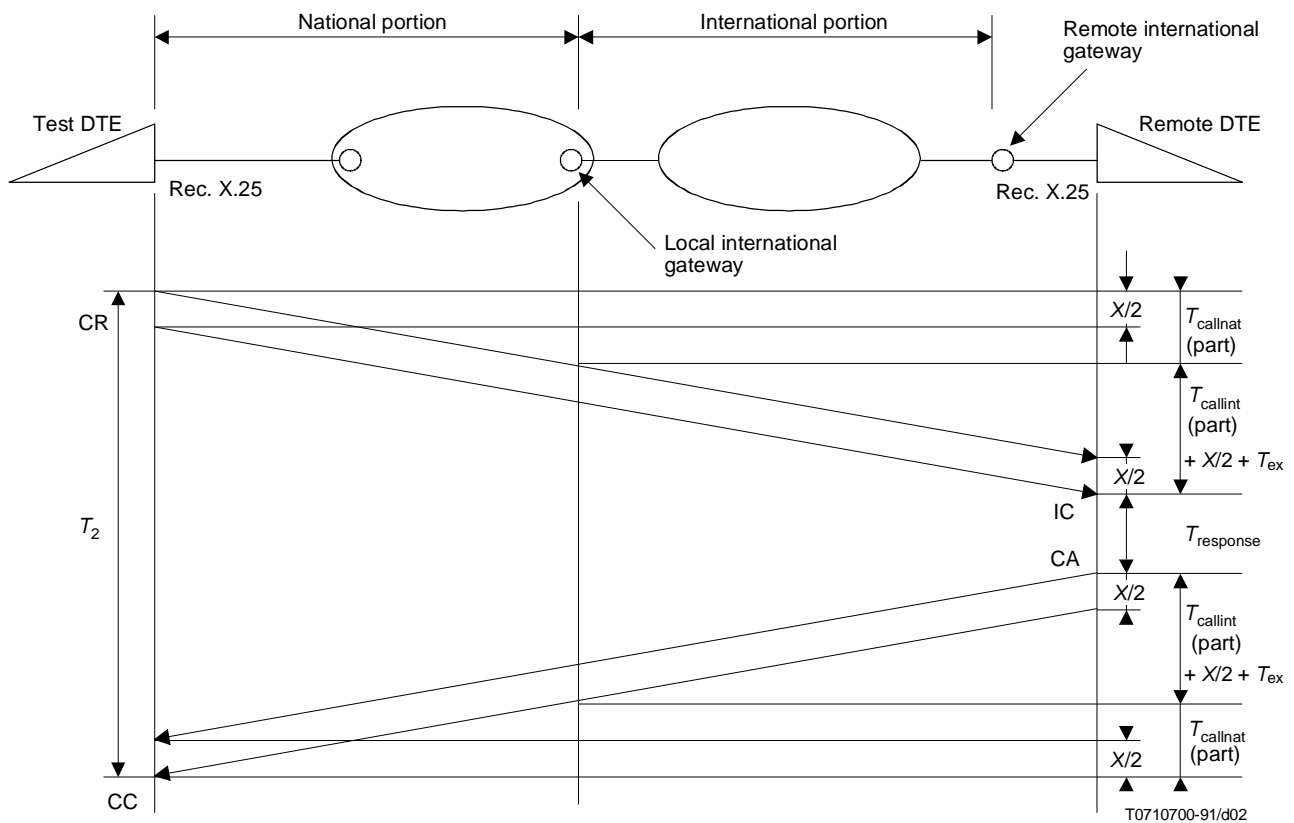 National portion
International portion
Remote international
gateway
Test DTE
Remote DTE
Rec. X.25
Rec. X.25
Local international
gateway
CR
X/2
Tcallnat
(part)
Tcallint
(part)
+ X/2 + Tex
X/2
IC
T2
Tresponse
CA
X/2
Tcallint
(part)
+ X/2 + Tex
Tcallnat
(part)
X/2
CC
T0710700-91/d02